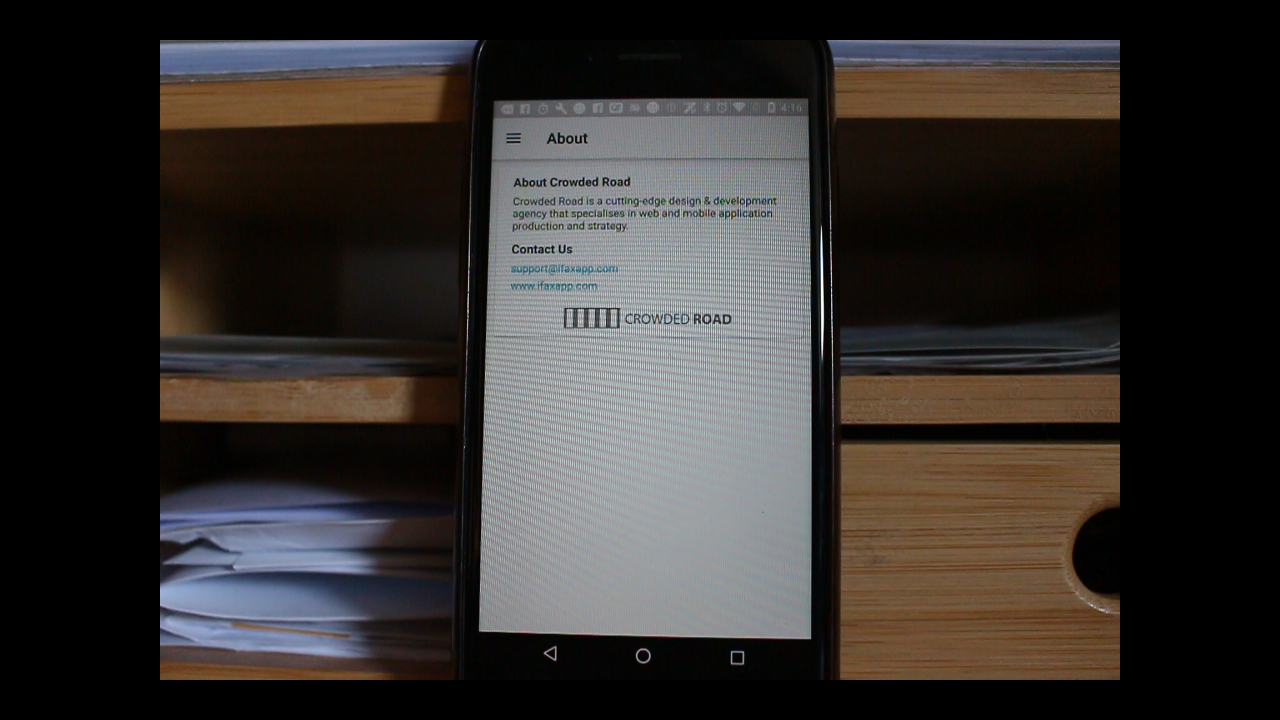 4:16
About
About Crowded Road
Crowded Road is a cutting-edge design & development
agency that specialises in web and mobile application
production and strategy.
Contact Us
support@ifaxapp.com
www.ifaxapp.com
CROWDED ROAD